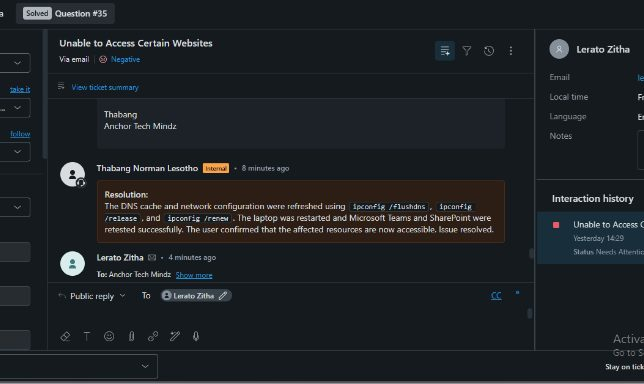 Solved Question #35
Unable to Access Certain Websites
Via email Negative
View ticket summary
take it
follow
Thabang
Anchor Tech Mindz
Thabang Norman Lesotho Internal • 8 minutes ago
Resolution:
The DNS cache and network configuration were refreshed using ipconfig /flushdns , ipconfig
/release , and ipconfig /renew . The laptop was restarted and Microsoft Teams and SharePoint were
retested successfully. The user confirmed that the affected resources are now accessible. Issue resolved.
Lerato Zitha • 4 minutes ago
To: Anchor Tech Mindz Show more
Public reply To Lerato Zitha CC
Lerato Zitha
Email
Local time
Language
Notes
Interaction history
Unable to Access
Yesterday 14:29
Status Needs Attentio
Activa
Go to S
Stay on tick